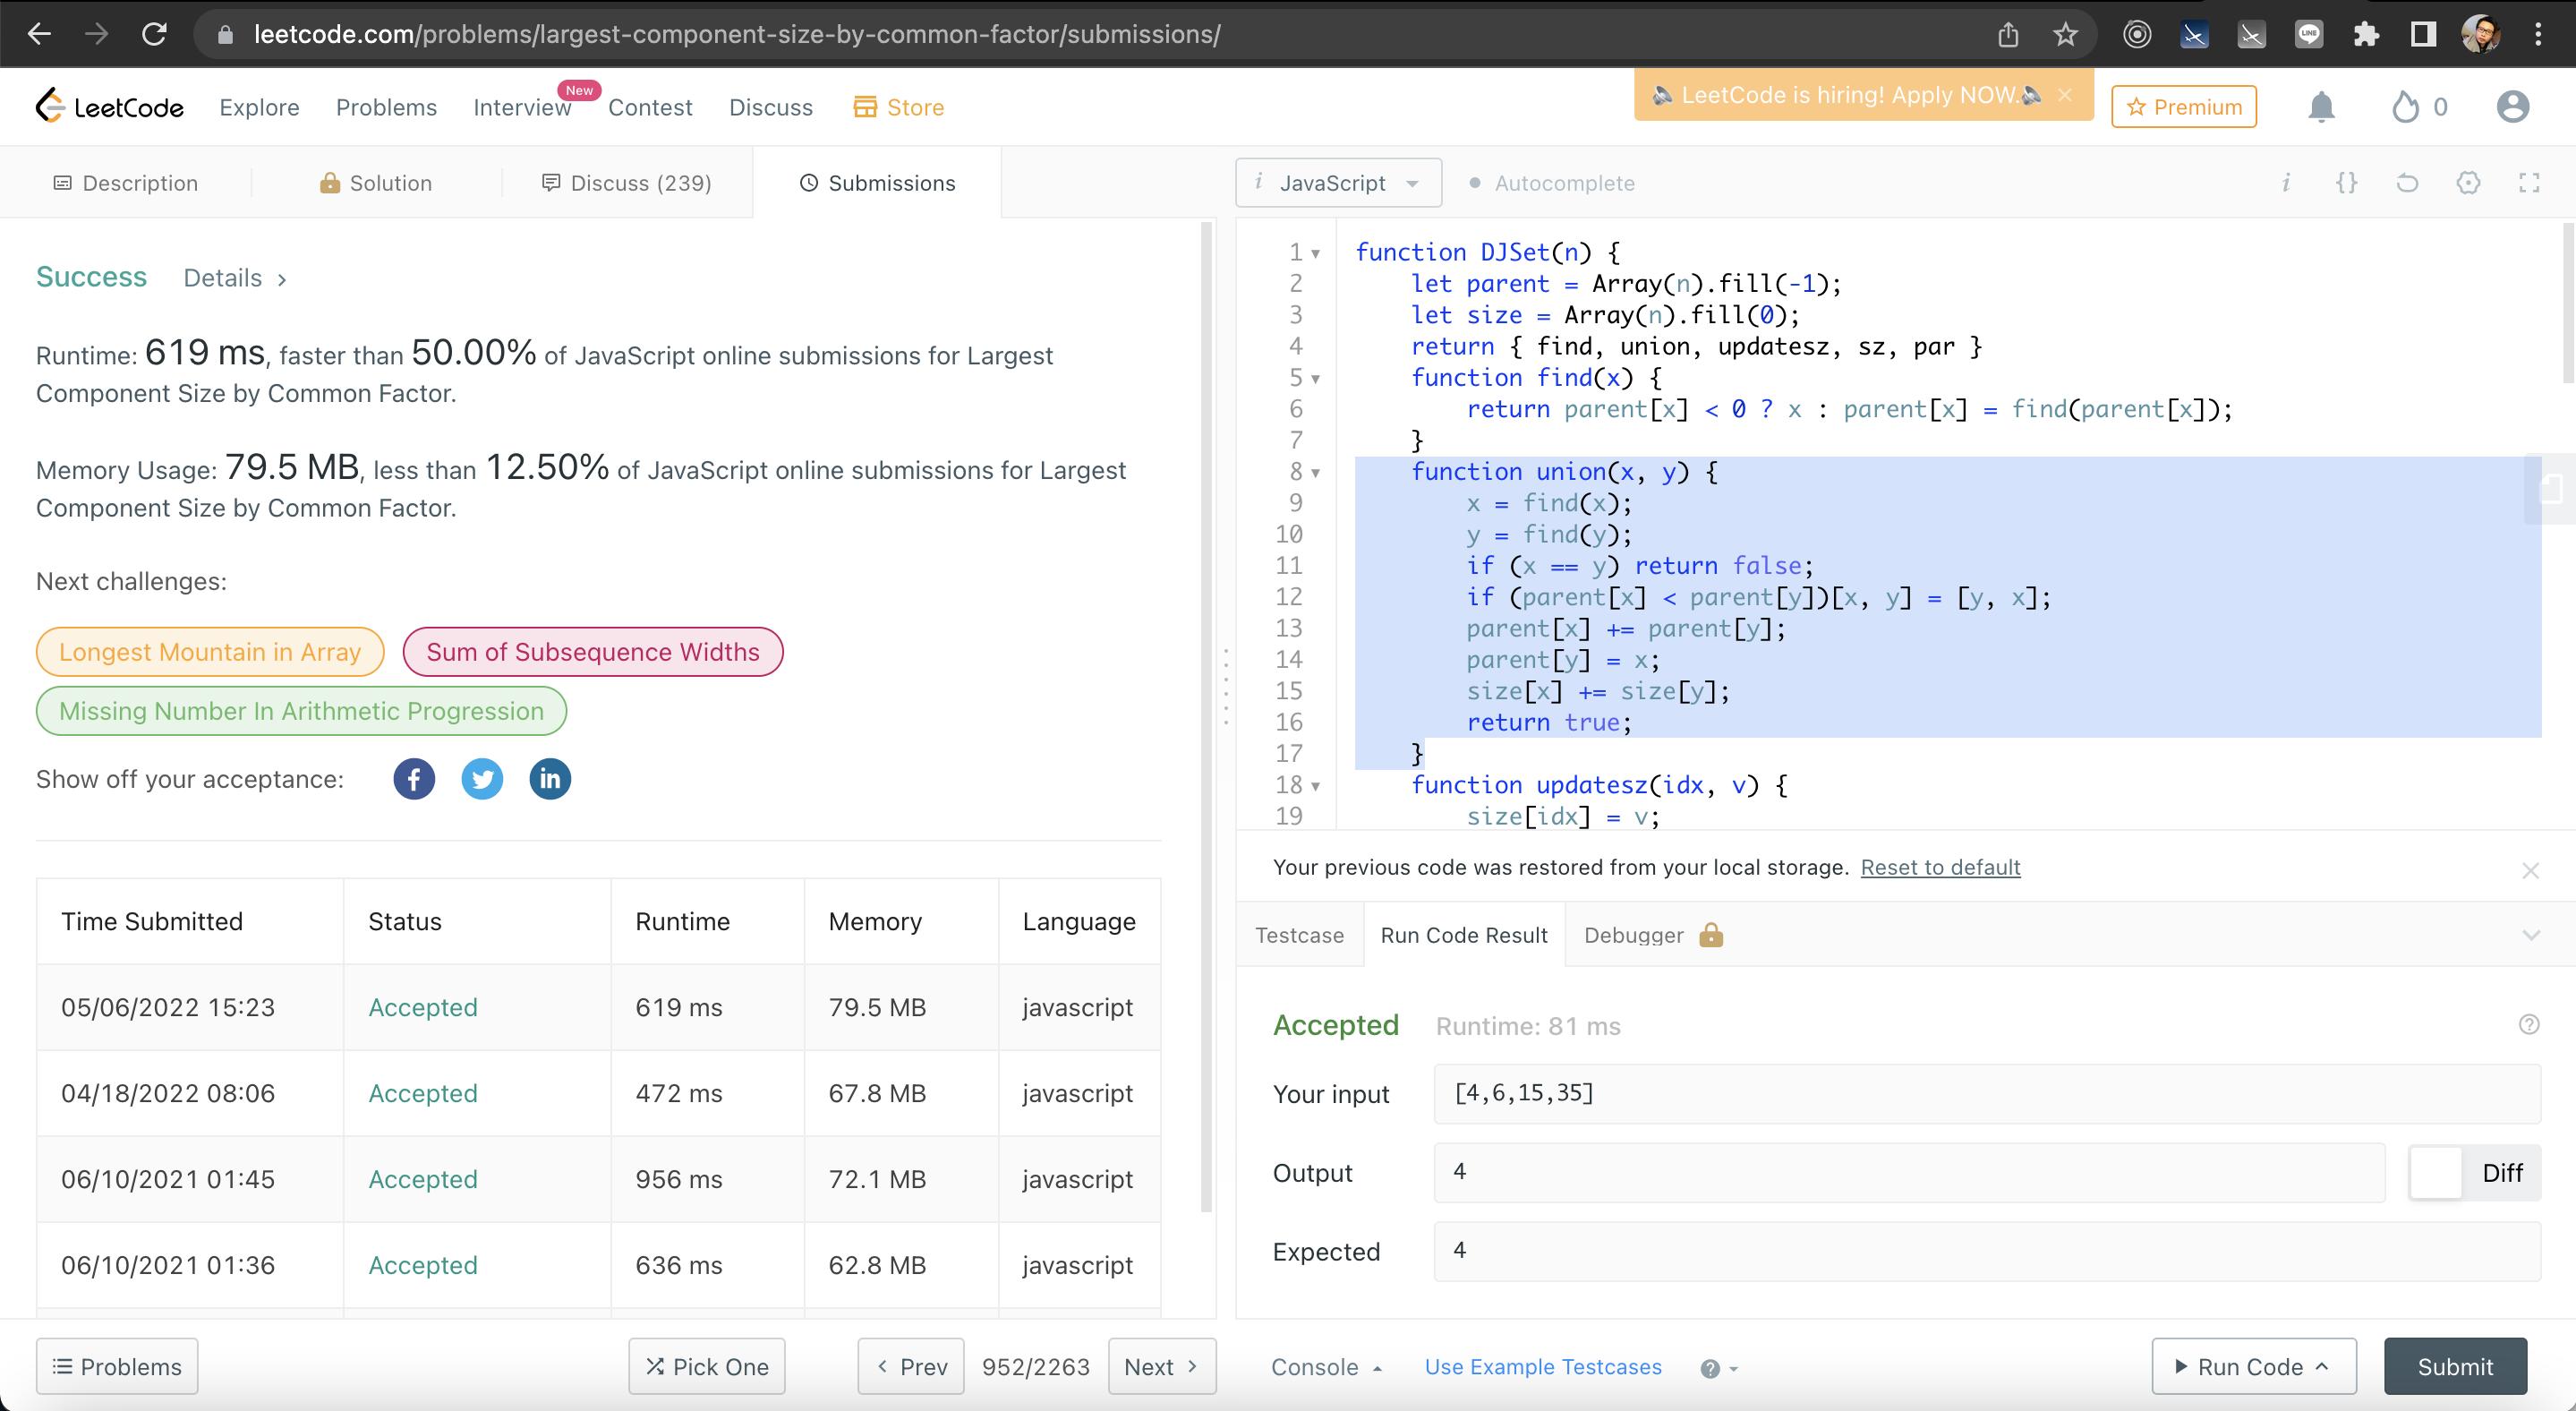 leetcode.com/problems/largest-component-size-by-common-factor/submissions/
LeetCode Explore Problems Interview New Contest Discuss Store
LeetCode is hiring! Apply NOW.
Premium
0
Description
Solution
Discuss (239)
Submissions
i JavaScript
Autocomplete
i {}
Success Details >
Runtime: 619 ms, faster than 50.00% of JavaScript online submissions for Largest
Component Size by Common Factor.
Memory Usage: 79.5 MB, less than 12.50% of JavaScript online submissions for Largest
Component Size by Common Factor.
Next challenges:
Longest Mountain in Array
Sum of Subsequence Widths
Missing Number In Arithmetic Progression
Show off your acceptance:
Time Submitted Status Runtime Memory Language
05/06/2022 15:23 Accepted 619 ms 79.5 MB javascript
04/18/2022 08:06 Accepted 472 ms 67.8 MB javascript
06/10/2021 01:45 Accepted 956 ms 72.1 MB javascript
06/10/2021 01:36 Accepted 636 ms 62.8 MB javascript
1 function DJSet(n) {
2 let parent = Array(n).fill(-1);
3 let size = Array(n).fill(0);
4 return { find, union, updatesz, sz, par }
5 function find(x) {
6 return parent[x] < 0 ? x : parent[x] = find(parent[x]);
7 }
8 function union(x, y) {
9 x = find(x);
10 y = find(y);
11 if (x == y) return false;
12 if (parent[x] < parent[y])[x, y] = [y, x];
13 parent[x] += parent[y];
14 parent[y] = x;
15 size[x] += size[y];
16 return true;
17 }
18 function updatesz(idx, v) {
19 size[idx] = v;
Your previous code was restored from your local storage. Reset to default
Testcase Run Code Result Debugger
Accepted Runtime: 81 ms
Your input [4,6,15,35]
Output 4 Diff
Expected 4
Problems Pick One < Prev 952/2263 Next > Console Use Example Testcases Run Code Submit